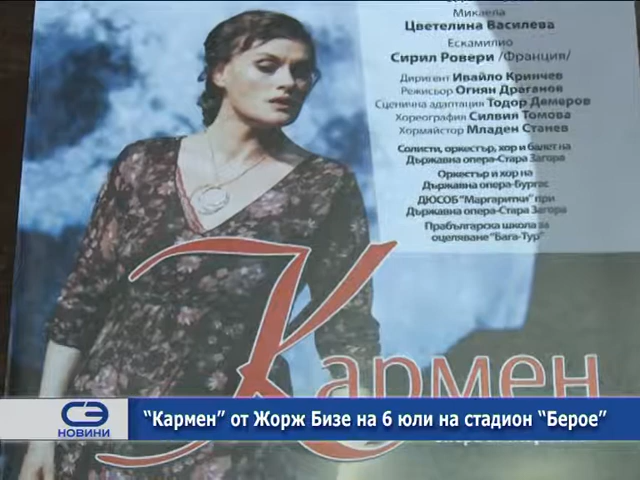 Микаела
Цветелина Василева
Ескамилио
Сирил Ровери /Франция/
Диригент Ивайло Кринчев
Режисьор Огнян Драганов
Сценична адаптация Тодор Демеров
Хореография Силвия Томова
Хормайстор Младен Станев
Солисти, оркестър, хор и балет на
Държавна опера-Стара Загора
Оркестър и хор на
Държавна опера-Бургас
ДЮСОБ "Маргаритки" при
Държавна опера-Стара Загора
Прабългарска школа за
оцеляване "Бага-Тур"
Кармен
СЭ
НОВИНИ
"Кармен" от Жорж Бизе на 6 юли на стадион "Берое"